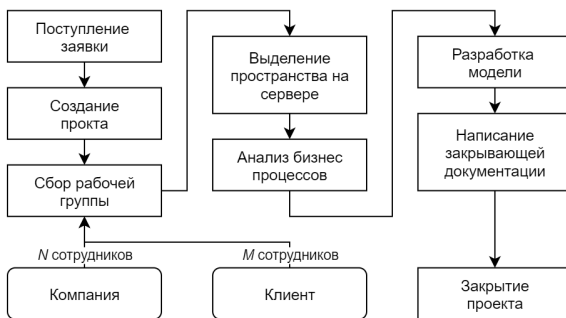 Поступление
заявки
Создание
прокта
Сбор рабочей
группы
N сотрудников
Компания
Выделение
пространства на
сервере
Анализ бизнес
процессов
M сотрудников
Клиент
Разработка
модели
Написание
закрывающей
документации
Закрытие
проекта